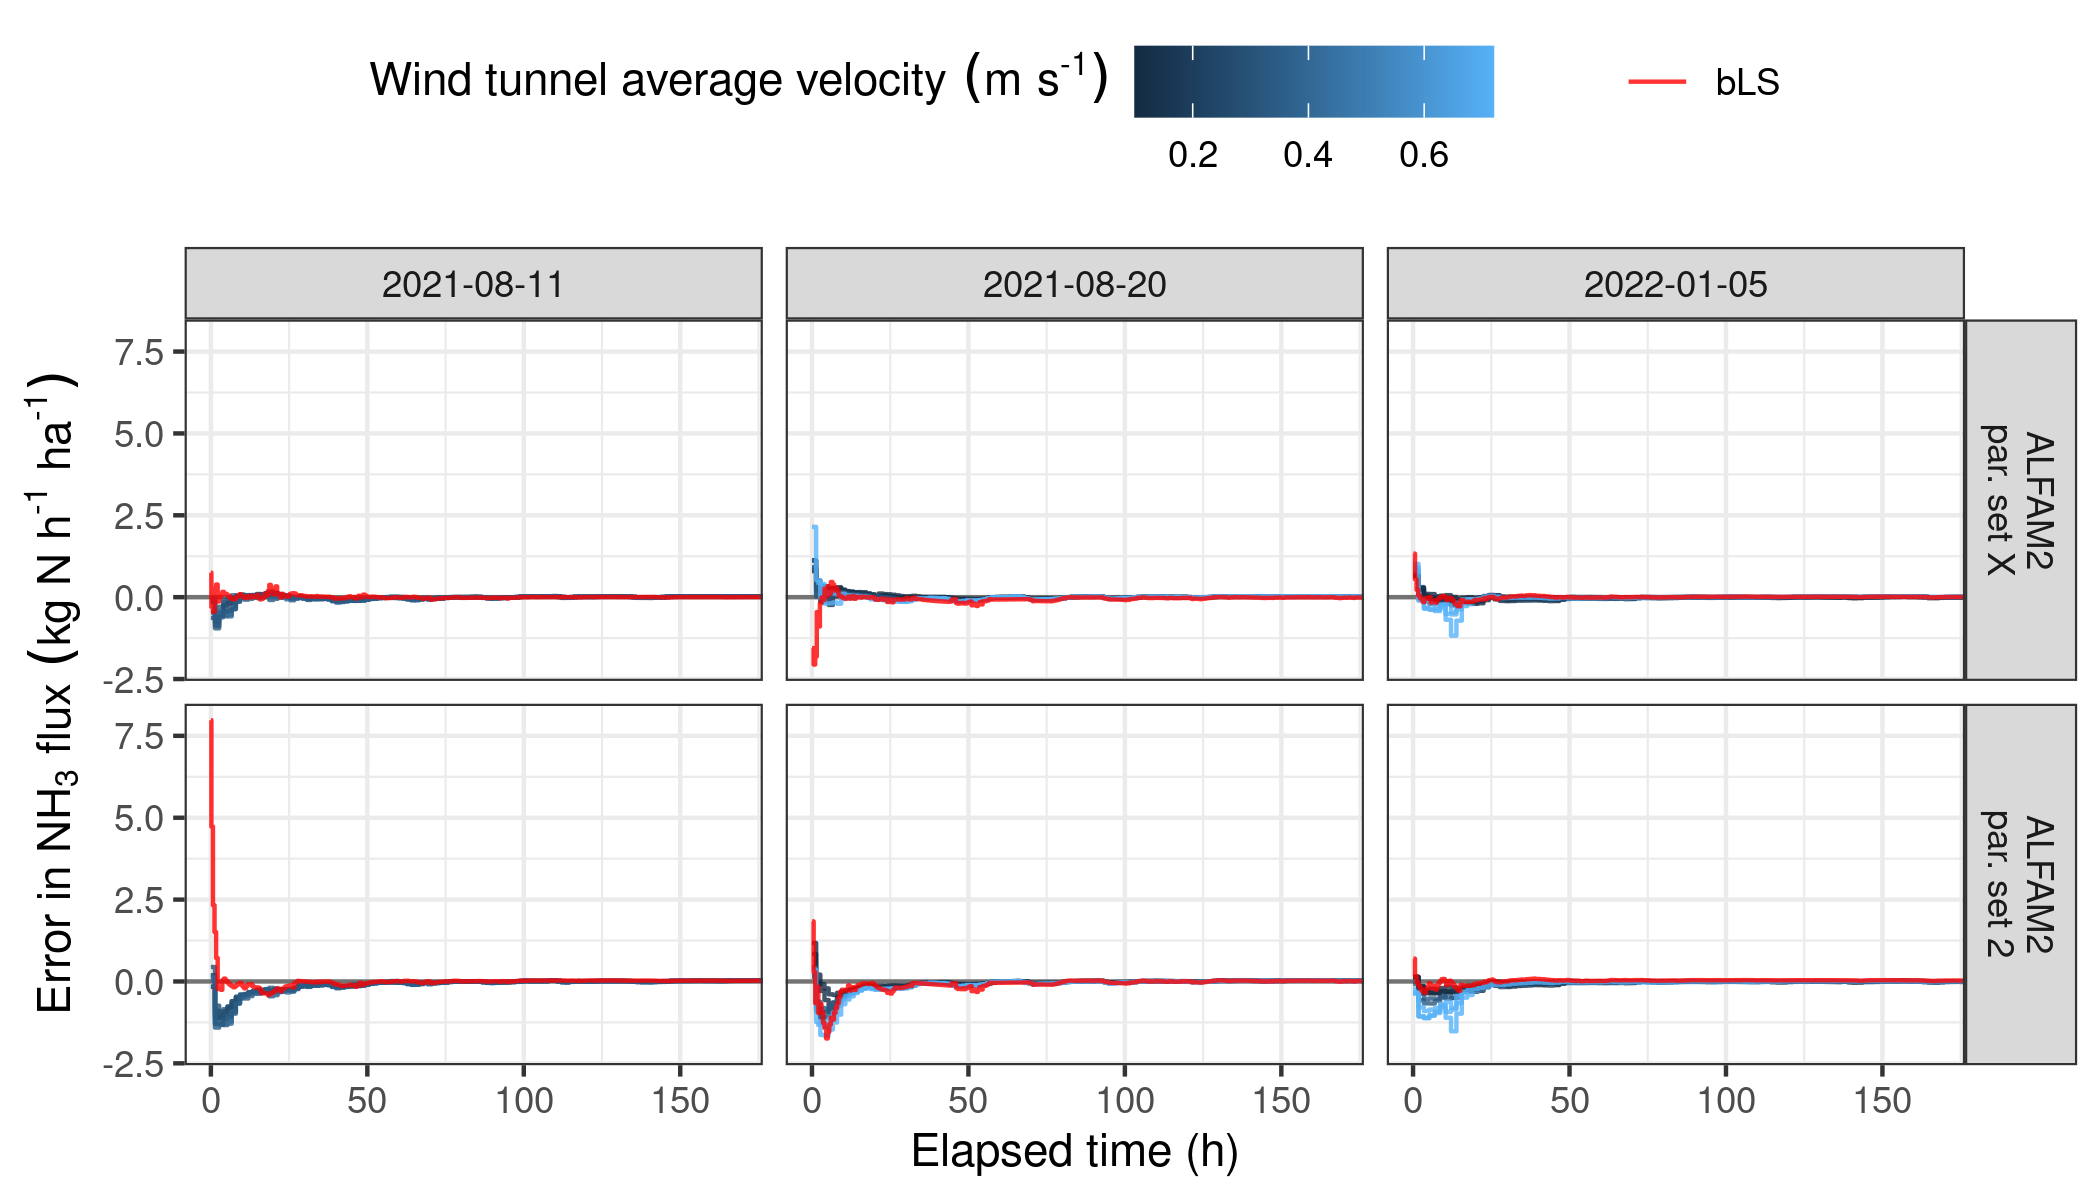 Wind tunnel average velocity (m s-1)
0.2 0.4 0.6
bLS
2021-08-11 2021-08-20 2022-01-05
Error in NH3 flux (kg N h-1 ha-1)
7.5
5.0
2.5
0.0
-2.5
ALFAM2
par. set X
7.5
5.0
2.5
0.0
-2.5
ALFAM2
par. set 2
0 50 100 150 0 50 100 150 0 50 100 150
Elapsed time (h)